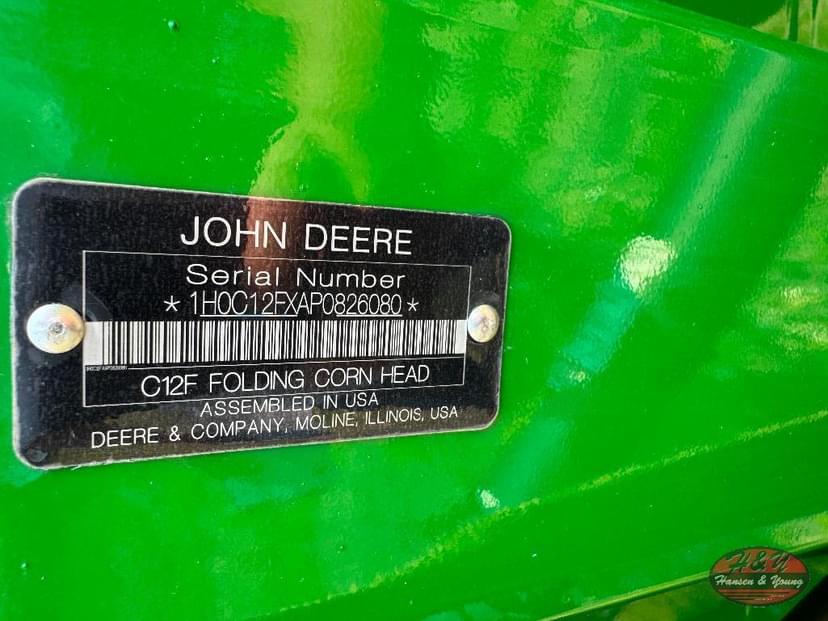 JOHN DEERE
Serial Number
* 1H0C12FXAP0826080 *
C12F FOLDING CORN HEAD
ASSEMBLED IN USA
DEERE & COMPANY, MOLINE, ILLINOIS, USA
H&Y
Hansen & Young